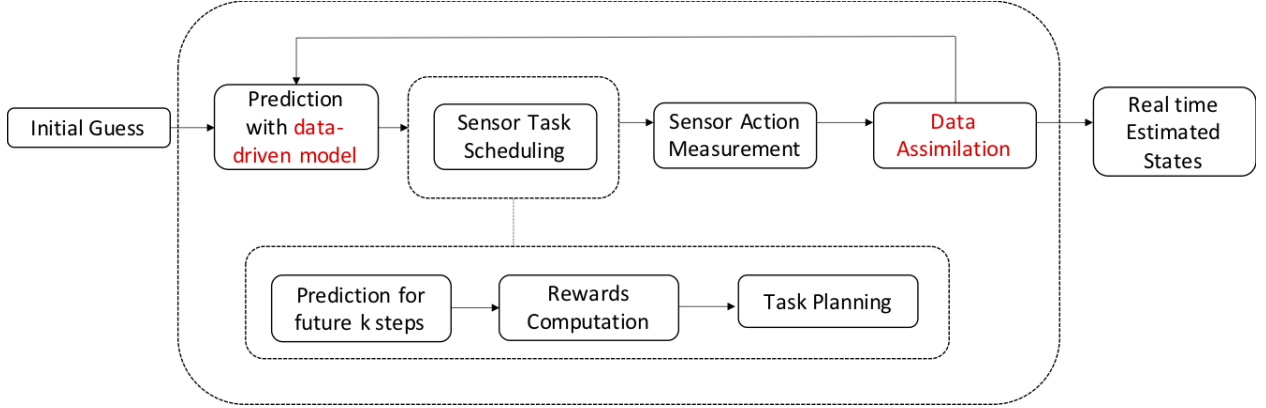 Initial Guess
Prediction
with data-
driven model
Sensor Task
Scheduling
Sensor Action
Measurement
Data
Assimilation
Real time
Estimated
States
Prediction for
future k steps
Rewards
Computation
Task Planning